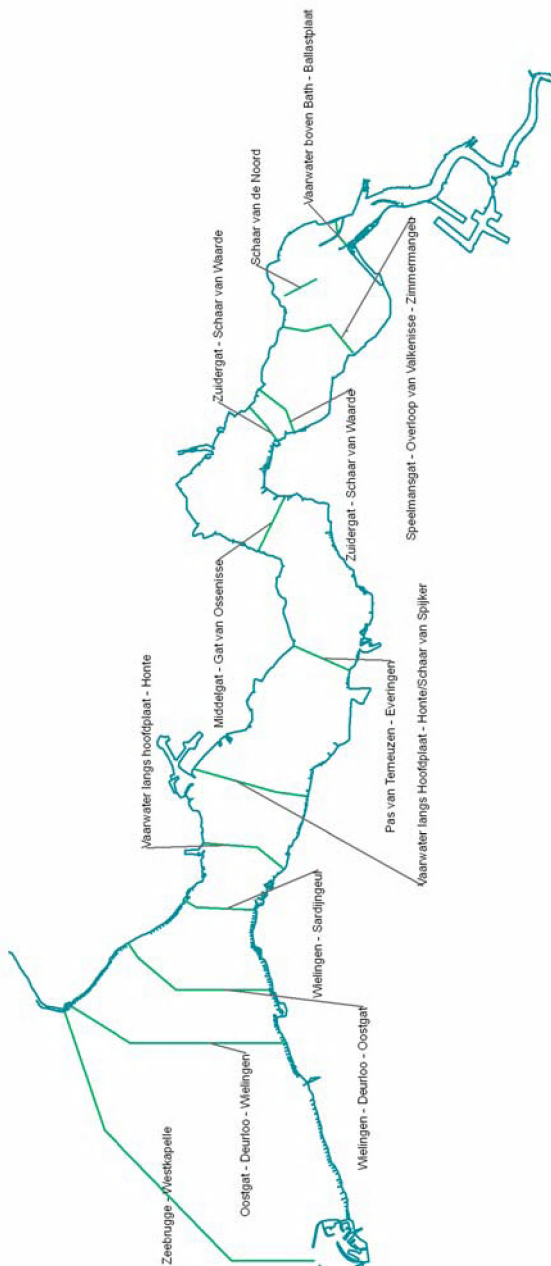 Zeebrugge - Westkapelle
Oostgat - Deurloo - Wielingen
Wielingen - Deurloo - Oostgat
Wielingen - Sardijngeul
Vaarwater langs hoofdplaat - Honte
Vaarwater langs Hoofdplaat - Honte/Schaar van Spijker
Pas van Terneuzen - Everingen
Middelgat - Gat van Ossenisse
Zuidergat - Schaar van Waarde
Zuidergat - Schaar van Waarde
Speelmansgat - Overloop van Valkenisse - Zimmermangeu
Schaar van de Noord
Vaarwater boven Bath - Ballastplaat